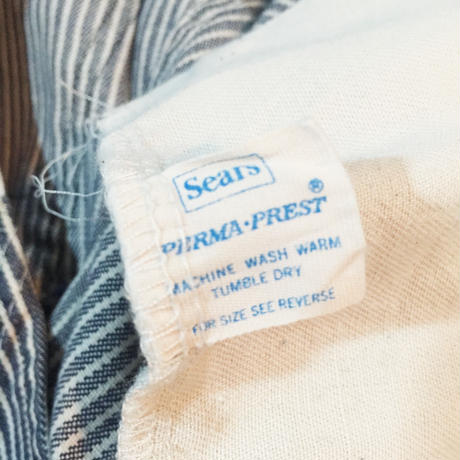 Sears
PERMA·PREST®
MACHINE WASH WARM
TUMBLE DRY
FOR SIZE SEE REVERSE